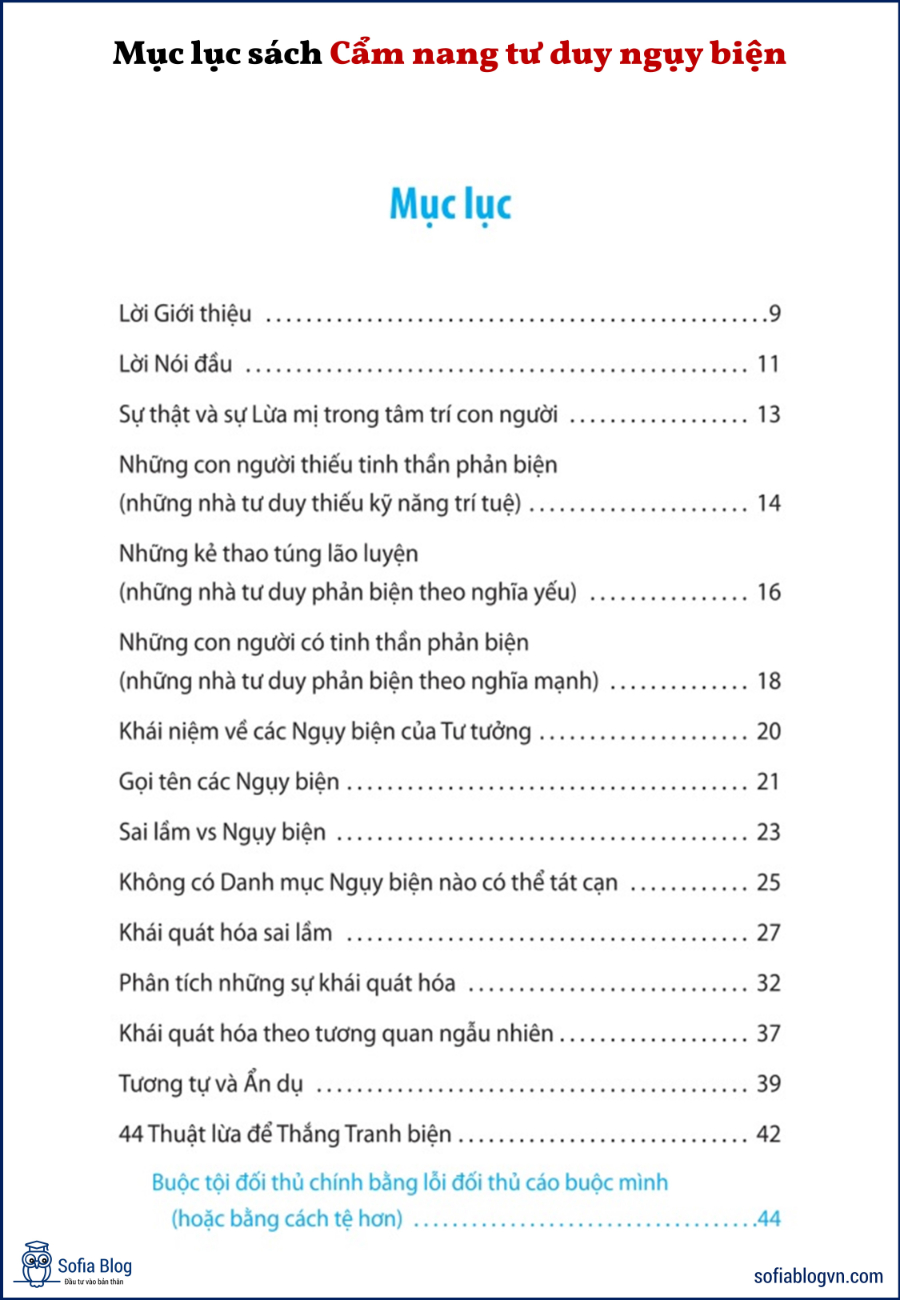 Mục lục sách Cẩm nang tư duy ngụy biện
Mục lục
Lời Giới thiệu ..................................................9
Lời Nói đầu .................................................. 11
Sự thật và sự Lừa mị trong tâm trí con người .................. 13
Những con người thiếu tinh thần phản biện
(những nhà tư duy thiếu kỹ năng trí tuệ) ...................... 14
Những kẻ thao túng lão luyện
(những nhà tư duy phản biện theo nghĩa yếu) ................ 16
Những con người có tinh thần phản biện
(những nhà tư duy phản biện theo nghĩa mạnh) .............. 18
Khái niệm về các Ngụy biện của Tư tưởng ..................... 20
Gọi tên các Ngụy biện ........................................ 21
Sai lầm vs Ngụy biện ......................................... 23
Không có Danh mục Ngụy biện nào có thể tát cạn ............ 25
Khái quát hóa sai lầm ........................................ 27
Phân tích những sự khái quát hóa ............................ 32
Khái quát hóa theo tương quan ngẫu nhiên ................... 37
Tương tự và Ẩn dụ ........................................... 39
44 Thuật lừa để Thắng Tranh biện ............................. 42
Buộc tội đối thủ chính bằng lỗi đối thủ cáo buộc mình
(hoặc bằng cách tệ hơn) ..................................44
Sofia Blog
Đầu tư vào bản thân
sofiablogvn.com